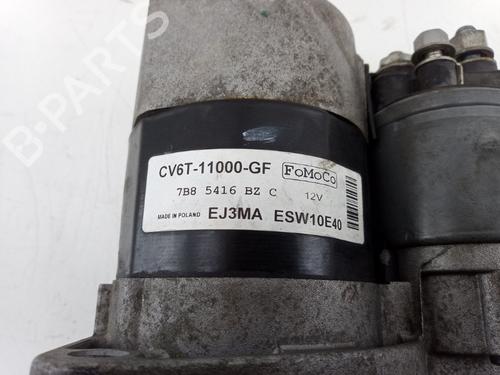 CV6T-11000-GF FoMoCo
7B8 5416 BZ C 12V
MADE IN POLAND EJ3MA ESW10E40
B-PARTS